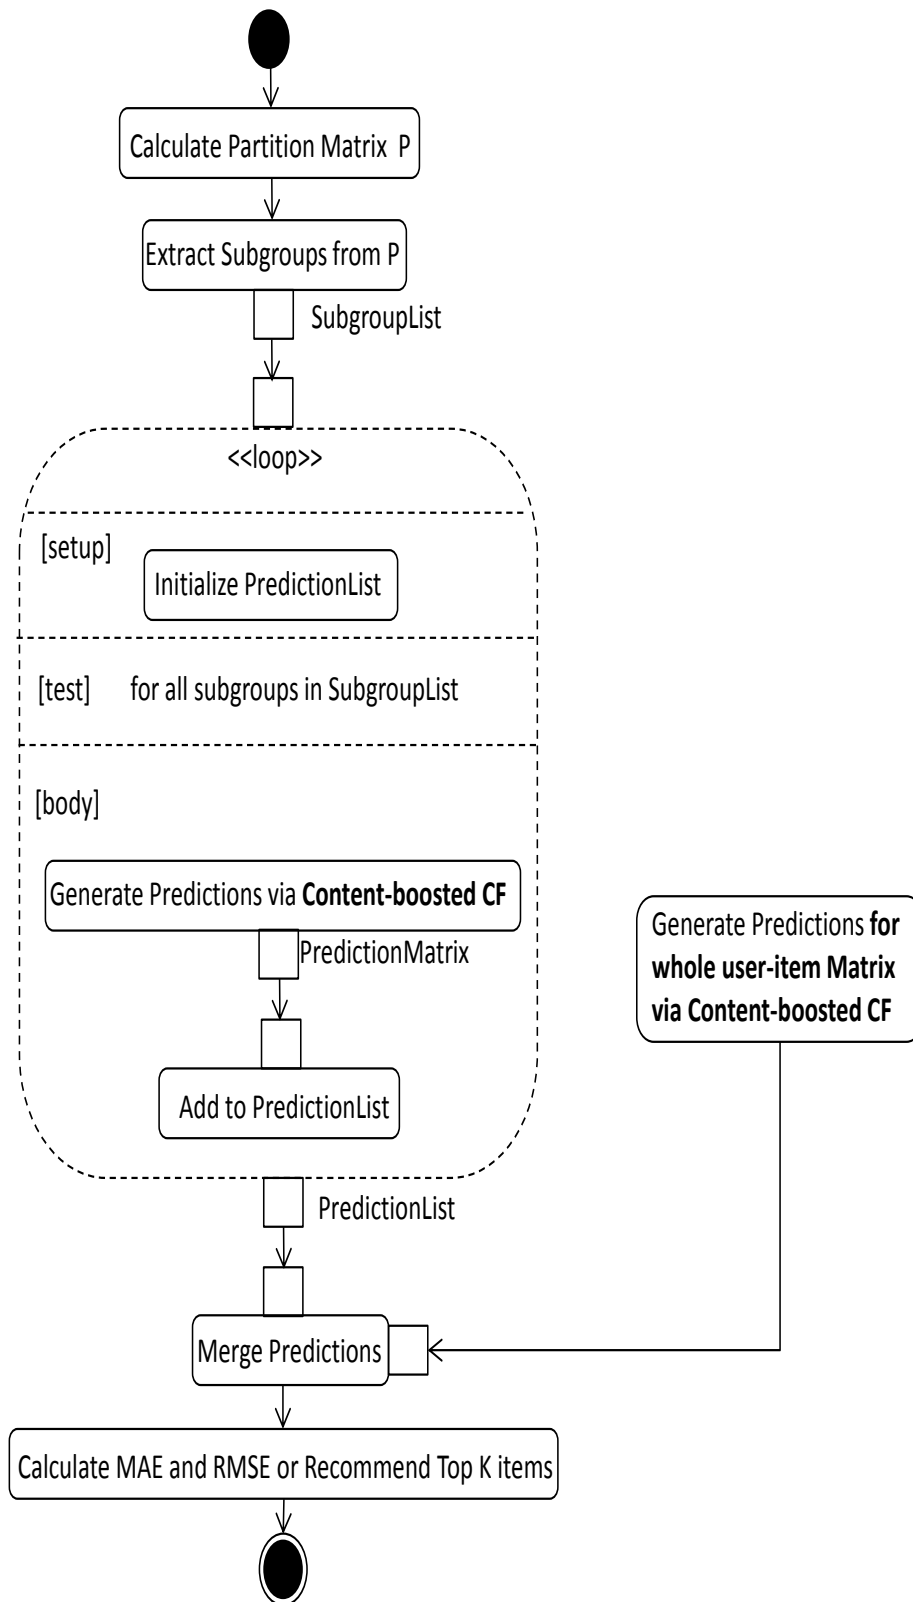 Calculate Partition Matrix P
Extract Subgroups from P
SubgroupList
<<loop>>
[setup]
Initialize PredictionList
[test] for all subgroups in SubgroupList
[body]
Generate Predictions via Content-boosted CF
PredictionMatrix
Add to PredictionList
Generate Predictions for
whole user-item Matrix
via Content-boosted CF
PredictionList
Merge Predictions
Calculate MAE and RMSE or Recommend Top K items